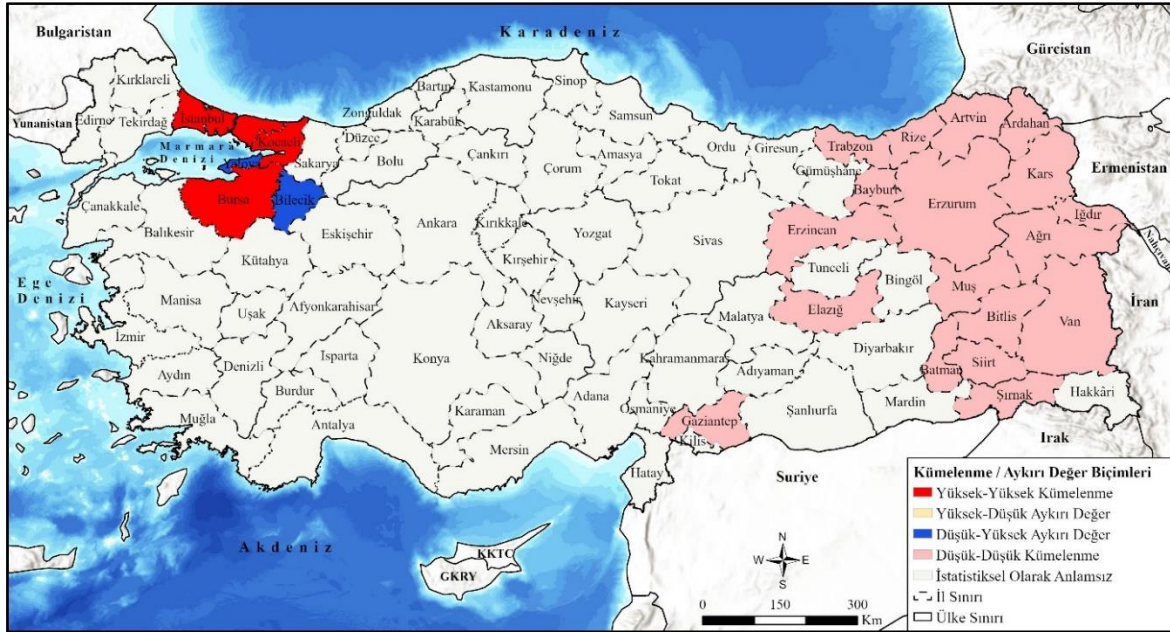 Bulgaristan
Karadeniz
Gürcistan
Kırklareli
Sinop
Bartın
Kastamonu
Artvin
Edirne
Tekirdağ
İstanbul
Zonguldak
Karabük
Samsun
Rize
Ardahan
Yunanistan
Kocaeli
Düzce
Ordu
Giresun
Trabzon
Marmara
Denizi
Yalova
Sakarya
Bolu
Çankırı
Çorum
Amasya
Gümüşhane
Kars
Ermenistan
Tokat
Bayburt
Çanakkale
Bursa
Bilecik
Erzurum
Iğdır
Ankara
Kırıkkale
Balıkesir
Eskişehir
Yozgat
Sivas
Erzincan
Ağrı
Nahcivan
Kütahya
Kırşehir
Tunceli
Ege
Denizi
Bingöl
Muş
İran
Manisa
Afyonkarahisar
Nevşehir
Kayseri
Elazığ
Uşak
Malatya
Bitlis
Van
İzmir
Aksaray
Diyarbakır
Isparta
Konya
Niğde
Kahramanmaraş
Siirt
Aydın
Denizli
Adıyaman
Batman
Burdur
Adana
Mardin
Şırnak
Hakkâri
Muğla
Karaman
Osmaniye
Gaziantep
Şanlıurfa
Antalya
Kilis
Mersin
Irak
Hatay
Suriye
Akdeniz
KKTC
GKRY
N
W E
S
0 150 300
Km
Kümelenme / Aykırı Değer Biçimleri
Yüksek-Yüksek Kümelenme
Yüksek-Düşük Aykırı Değer
Düşük-Yüksek Aykırı Değer
Düşük-Düşük Kümelenme
İstatistiksel Olarak Anlamsız
İl Sınırı
Ülke Sınırı